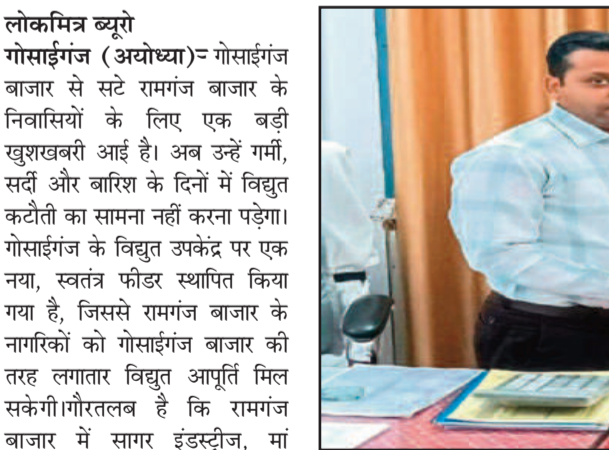 लोकमित्र ब्यूरो
गोसाईगंज (अयोध्या)- गोसाईगंज
बाजार से सटे रामगंज बाजार के
निवासियों के लिए एक बड़ी
खुशखबरी आई है। अब उन्हें गर्मी,
सर्दी और बारिश के दिनों में विद्युत
कटौती का सामना नहीं करना पड़ेगा।
गोसाईगंज के विद्युत उपकेंद्र पर एक
नया, स्वतंत्र फीडर स्थापित किया
गया है, जिससे रामगंज बाजार के
नागरिकों को गोसाईगंज बाजार की
तरह लगातार विद्युत आपूर्ति मिल
सकेगी।गौरतलब है कि रामगंज
बाजार में सागर इंडस्ट्रीज, मां